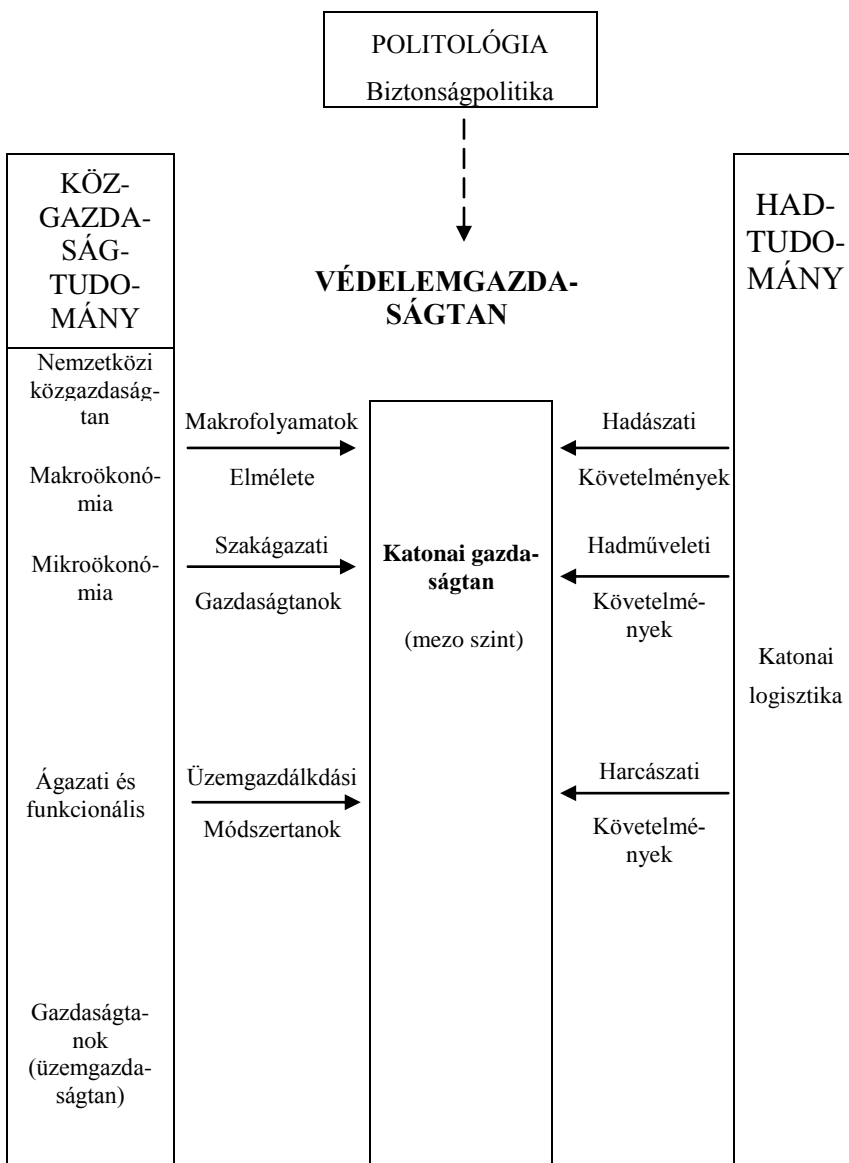 POLITOLÓGIA
Biztonságpolitika
KÖZ-
GAZDA-
SÁG-
TUDO-
MÁNY
VÉDELEMGAZDA-
SÁGTAN
HAD-
TUDO-
MÁNY
Nemzetközi
közgazdaság-
tan
Makroökonó-
mia
Mikroökonó-
mia
Ágazati és
funkcionális
Gazdaságta-
nok
(üzemgazda-
ságtan)
Makrofolyamatok
Elmélete
Szakágazati
Gazdaságtanok
Üzemgazdálkdási
Módszertanok
Katonai gazda-
ságtan
(mezo szint)
Hadászati
Követelmények
Hadműveleti
Követelmé-
nyek
Harcászati
Követelmé-
nyek
Katonai
logisztika